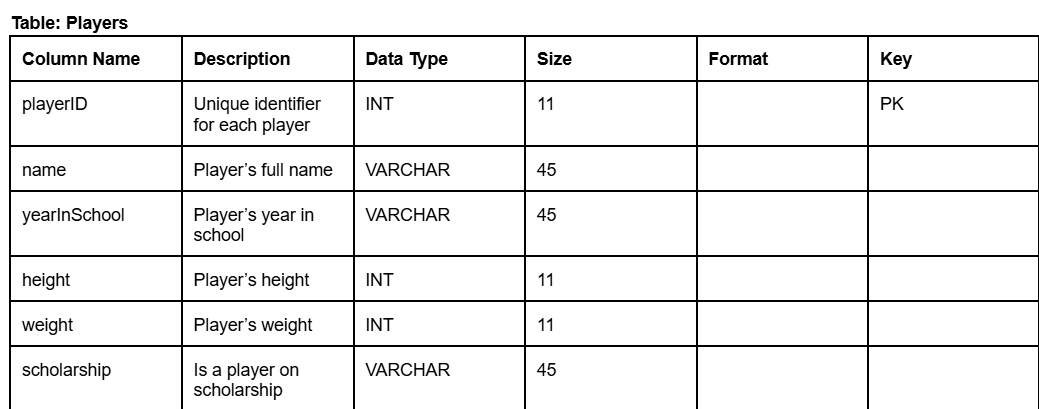 Table: Players
Column Name Description Data Type Size Format Key
playerID Unique identifier INT 11 PK
for each player
name Player’s full name VARCHAR 45
yearInSchool Player’s year in VARCHAR 45
school
height Player’s height INT 11
weight Player’s weight INT 11
scholarship Is a player on VARCHAR 45
scholarship